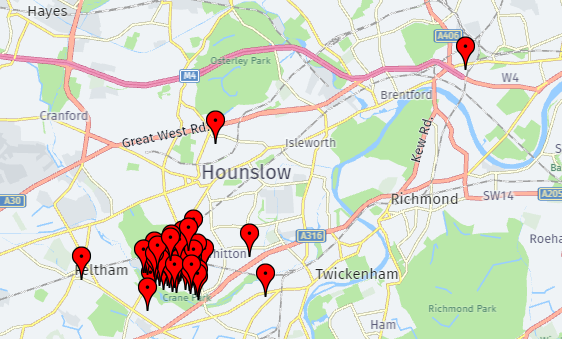 Hayes
A406
Osterley Park
M4
W4
Brentford
Cranford
Great West Rd.
Kew Rd.
Isleworth
Hounslow
A30
Richmond
SW14
A205
A316
Roeha
hitton
Feltham
Twickenham
Crane Park
Richmond Park
Ham